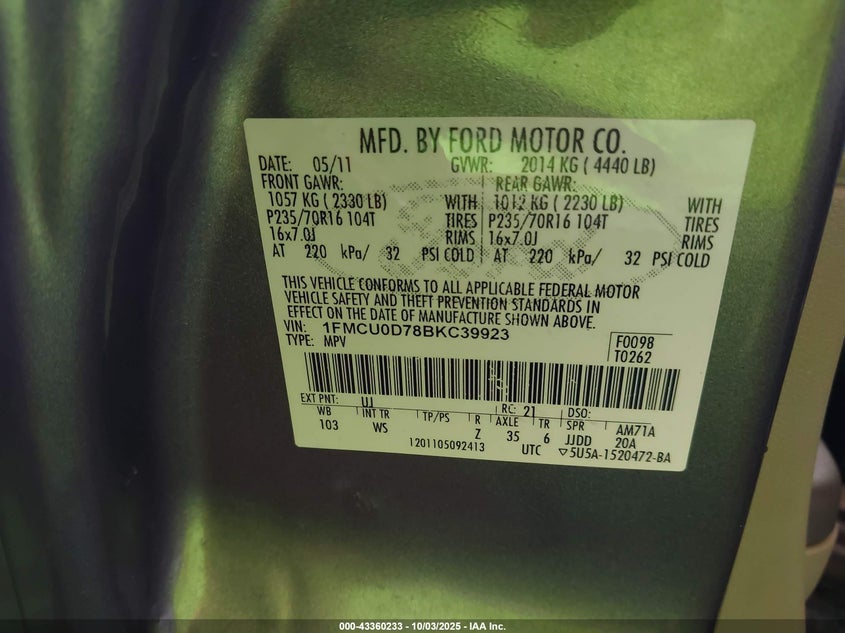 MFD. BY FORD MOTOR CO.
DATE: 05/11 GVWR: 2014 KG ( 4440 LB)
FRONT GAWR: REAR GAWR:
1057 KG ( 2330 LB) WITH 1012 KG ( 2230 LB) WITH
P235/70R16 104T TIRES P235/70R16 104T TIRES
16x7.0J RIMS 16x7.0J RIMS
AT 220 kPa/ 32 PSI COLD AT 220 kPa/ 32 PSI COLD
THIS VEHICLE CONFORMS TO ALL APPLICABLE FEDERAL MOTOR
VEHICLE SAFETY AND THEFT PREVENTION STANDARDS IN
EFFECT ON THE DATE OF MANUFACTURE SHOWN ABOVE.
VIN: 1FMCU0D78BKC39923
TYPE: MPV
F0098
T0262
EXT PNT: UJ RC: 21 DSO:
WB INT TR TP/PS R AXLE TR SPR AM71A
103 WS Z 35 6 JJDD 20A
1201105092413 UTC ▽5U5A-1520472-BA
000-43360233 - 10/03/2025 - IAA Inc.